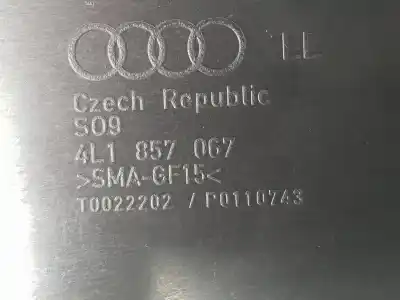 LL
Czech Republic
S09
4L1 857 067
>SMA-GF15<
T0022202 / P0110743